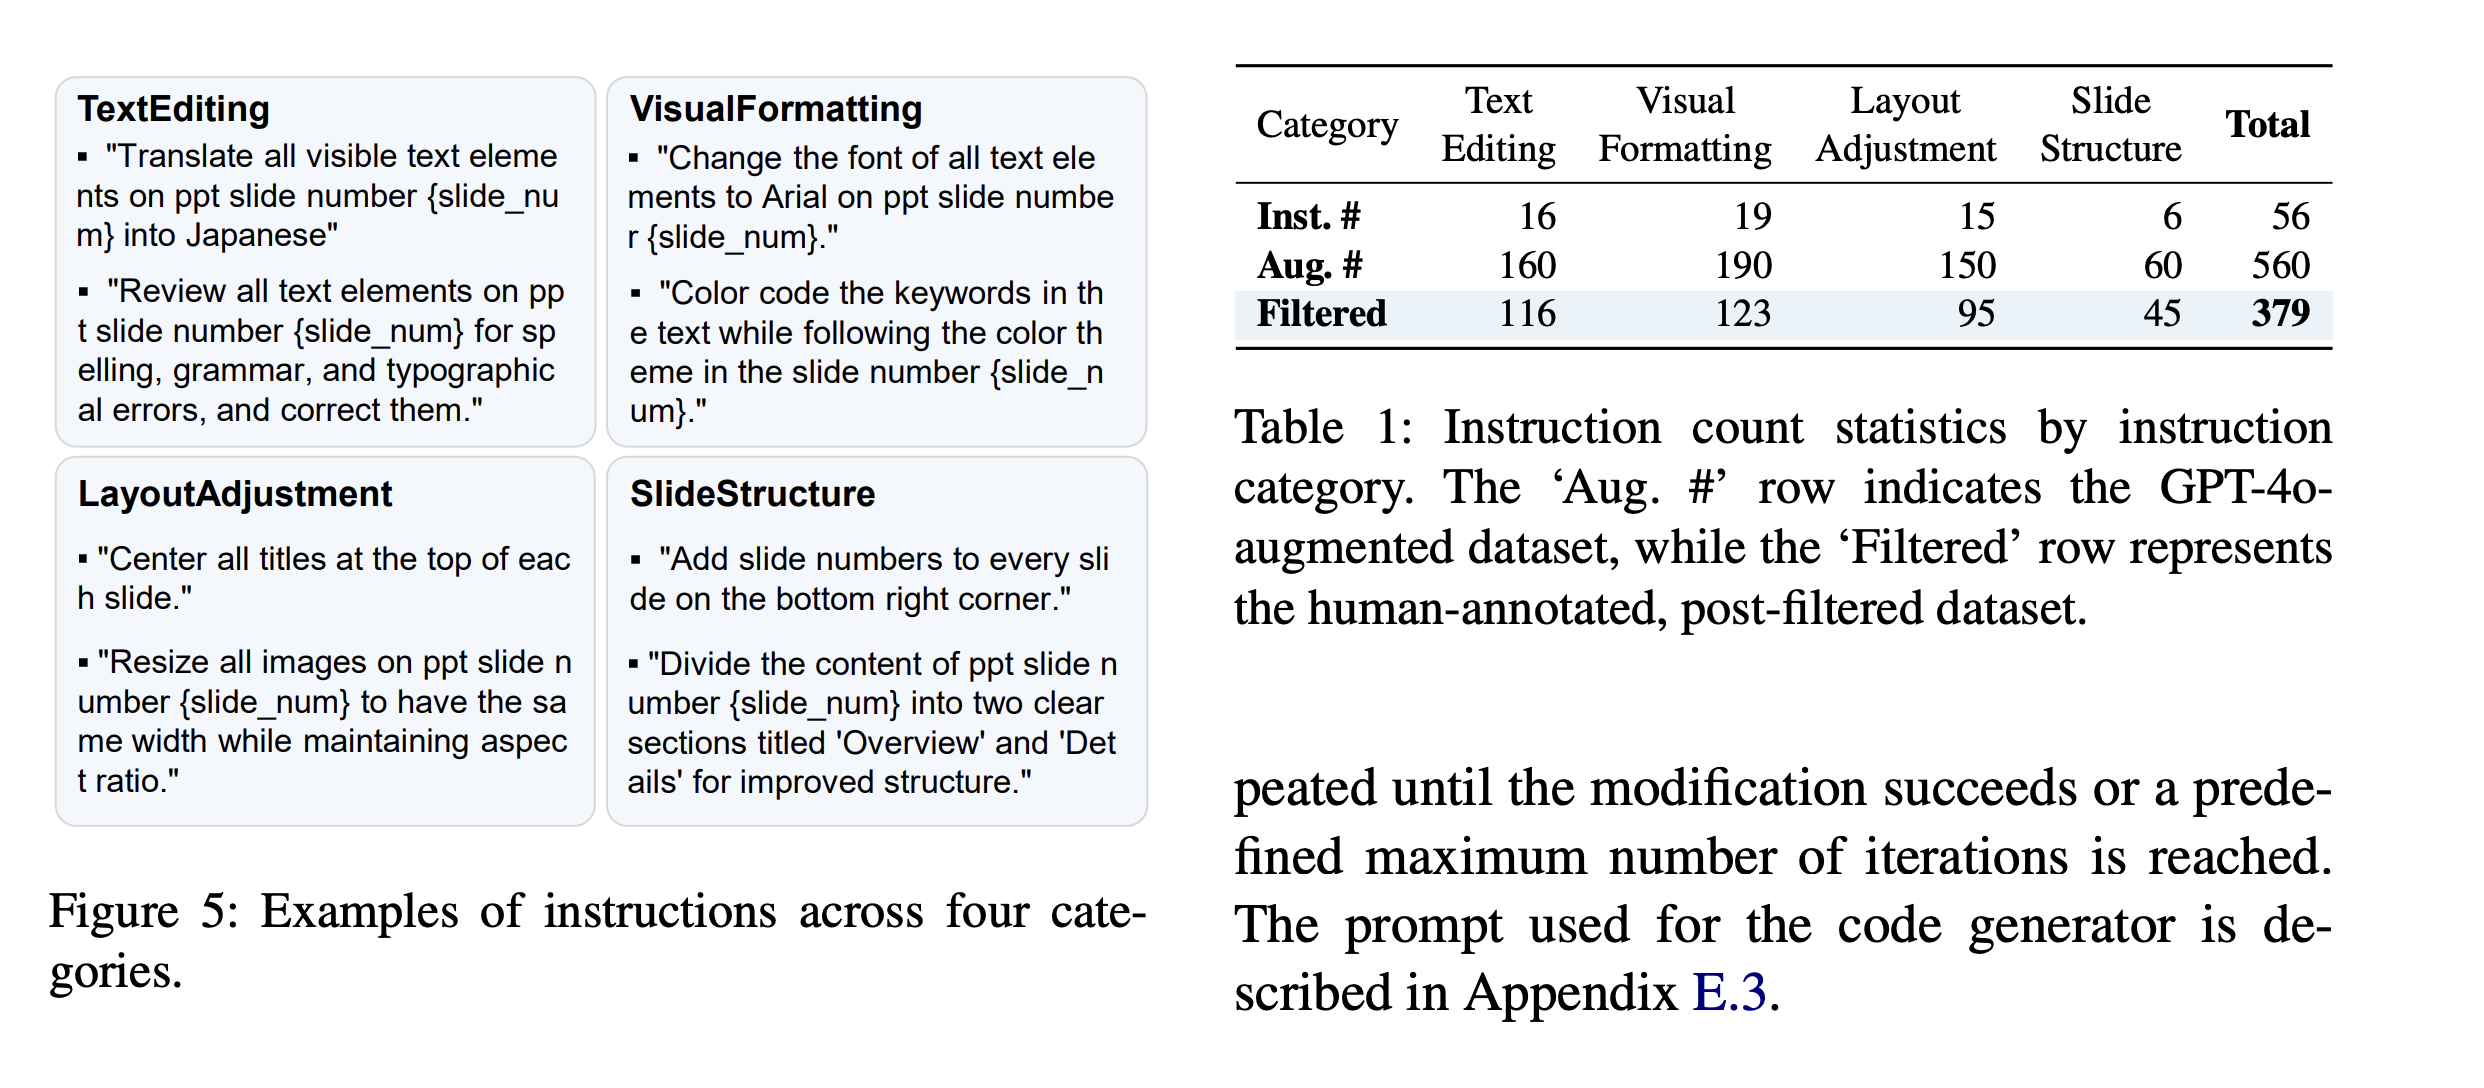 TextEditing
▪ "Translate all visible text eleme
nts on ppt slide number {slide_nu
m} into Japanese"
▪ "Review all text elements on pp
t slide number {slide_num} for sp
elling, grammar, and typographic
al errors, and correct them."
VisualFormatting
▪ "Change the font of all text ele
ments to Arial on ppt slide numbe
r {slide_num}."
▪ "Color code the keywords in th
e text while following the color th
eme in the slide number {slide_n
um}."
LayoutAdjustment
▪ "Center all titles at the top of eac
h slide."
▪ "Resize all images on ppt slide n
umber {slide_num} to have the sa
me width while maintaining aspec
t ratio."
SlideStructure
▪ "Add slide numbers to every sli
de on the bottom right corner."
▪ "Divide the content of ppt slide n
umber {slide_num} into two clear
sections titled 'Overview' and 'Det
ails' for improved structure."
Figure 5: Examples of instructions across four cate-
gories.
Category Text Editing Visual Formatting Layout Adjustment Slide Structure Total
Inst. # 16 19 15 6 56
Aug. # 160 190 150 60 560
Filtered 116 123 95 45 379
Table 1: Instruction count statistics by instruction
category. The ‘Aug. #’ row indicates the GPT-4o-
augmented dataset, while the ‘Filtered’ row represents
the human-annotated, post-filtered dataset.
peated until the modification succeeds or a prede-
fined maximum number of iterations is reached.
The prompt used for the code generator is de-
scribed in Appendix E.3.